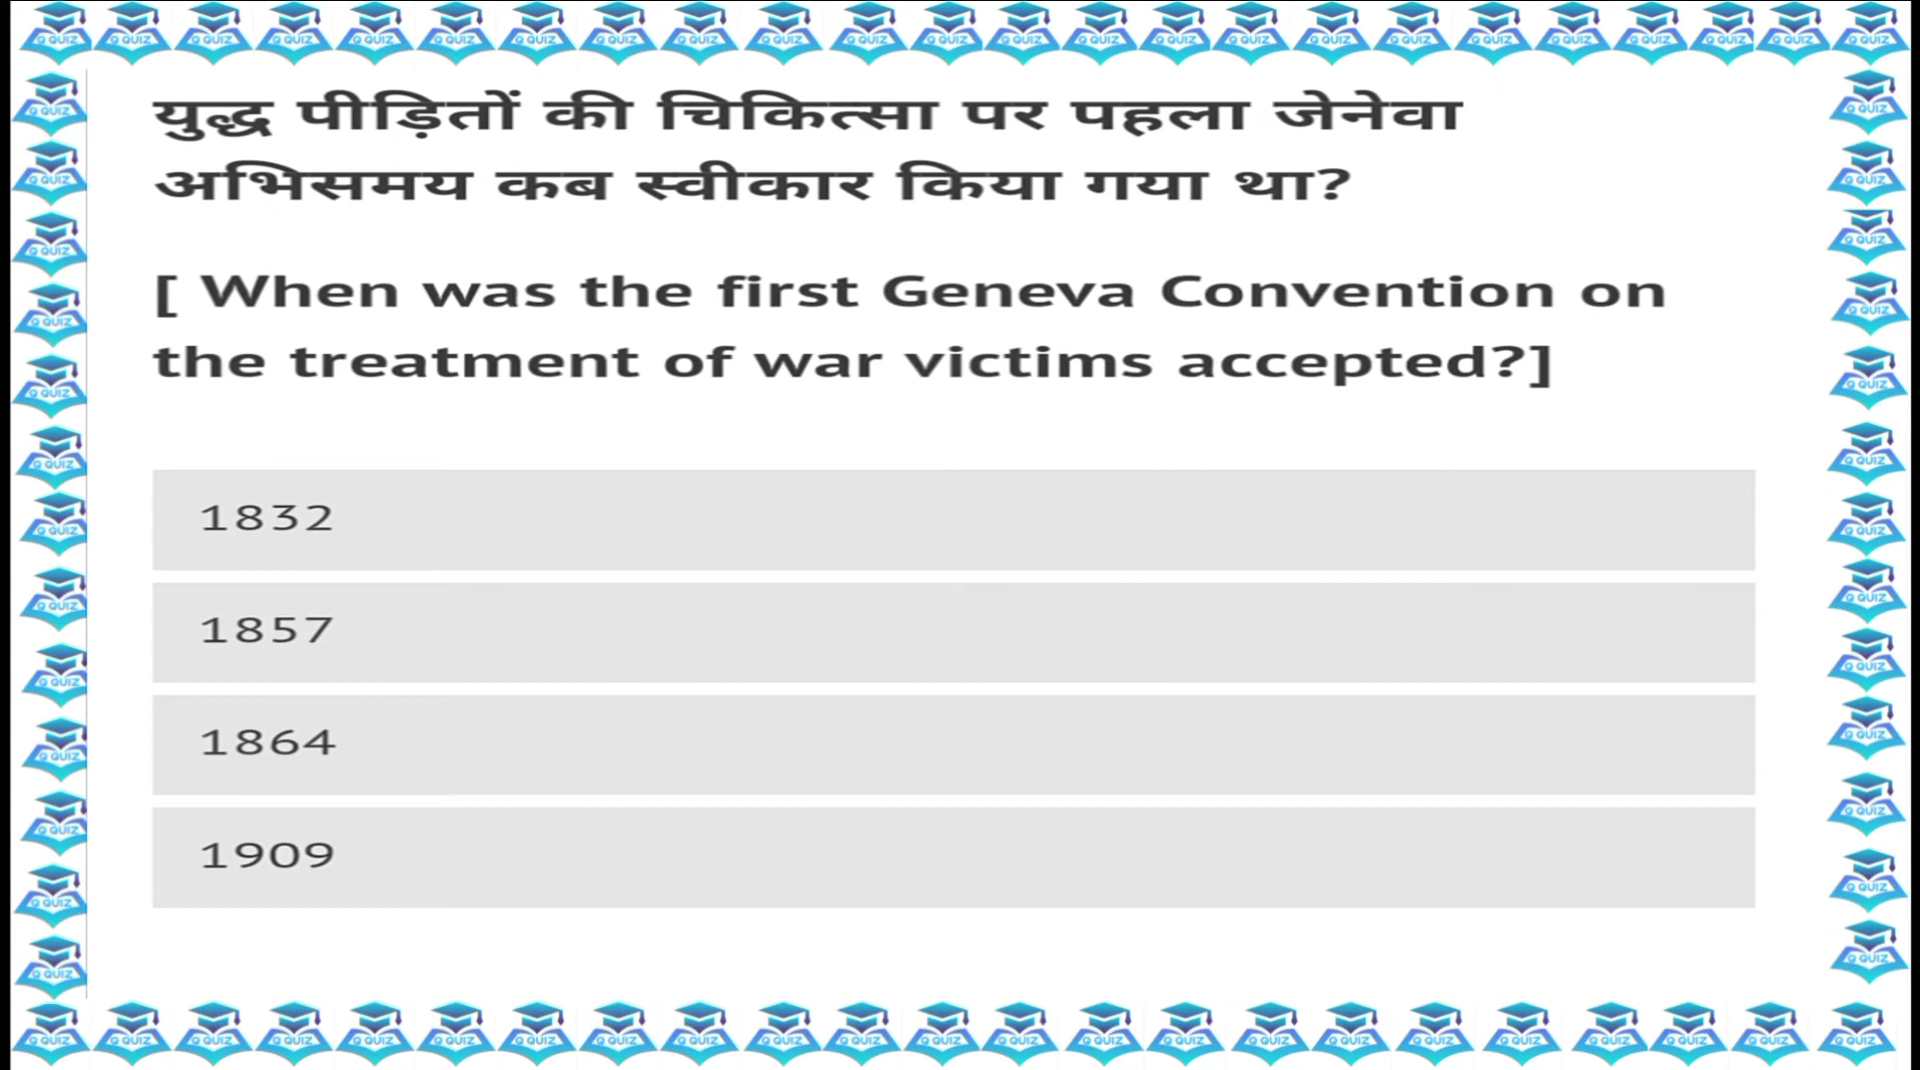 युद्ध पीड़ितों की चिकित्सा पर पहला जेनेवा
अभिसमय कब स्वीकार किया गया था?
[ When was the first Geneva Convention on
the treatment of war victims accepted?]
1832
1857
1864
1909